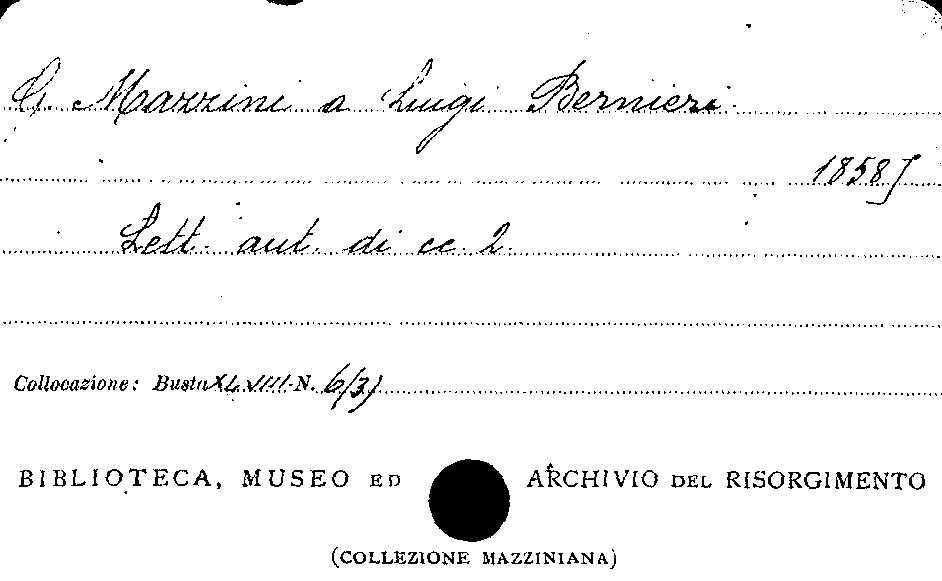 G. Mazzini a Luigi Bernieri.
1858]
Lett. aut. di cc. 2.
Collocazione: Busta XLVIII N. 6/3)
BIBLIOTECA, MUSEO ED ARCHIVIO DEL RISORGIMENTO
(COLLEZIONE MAZZINIANA)